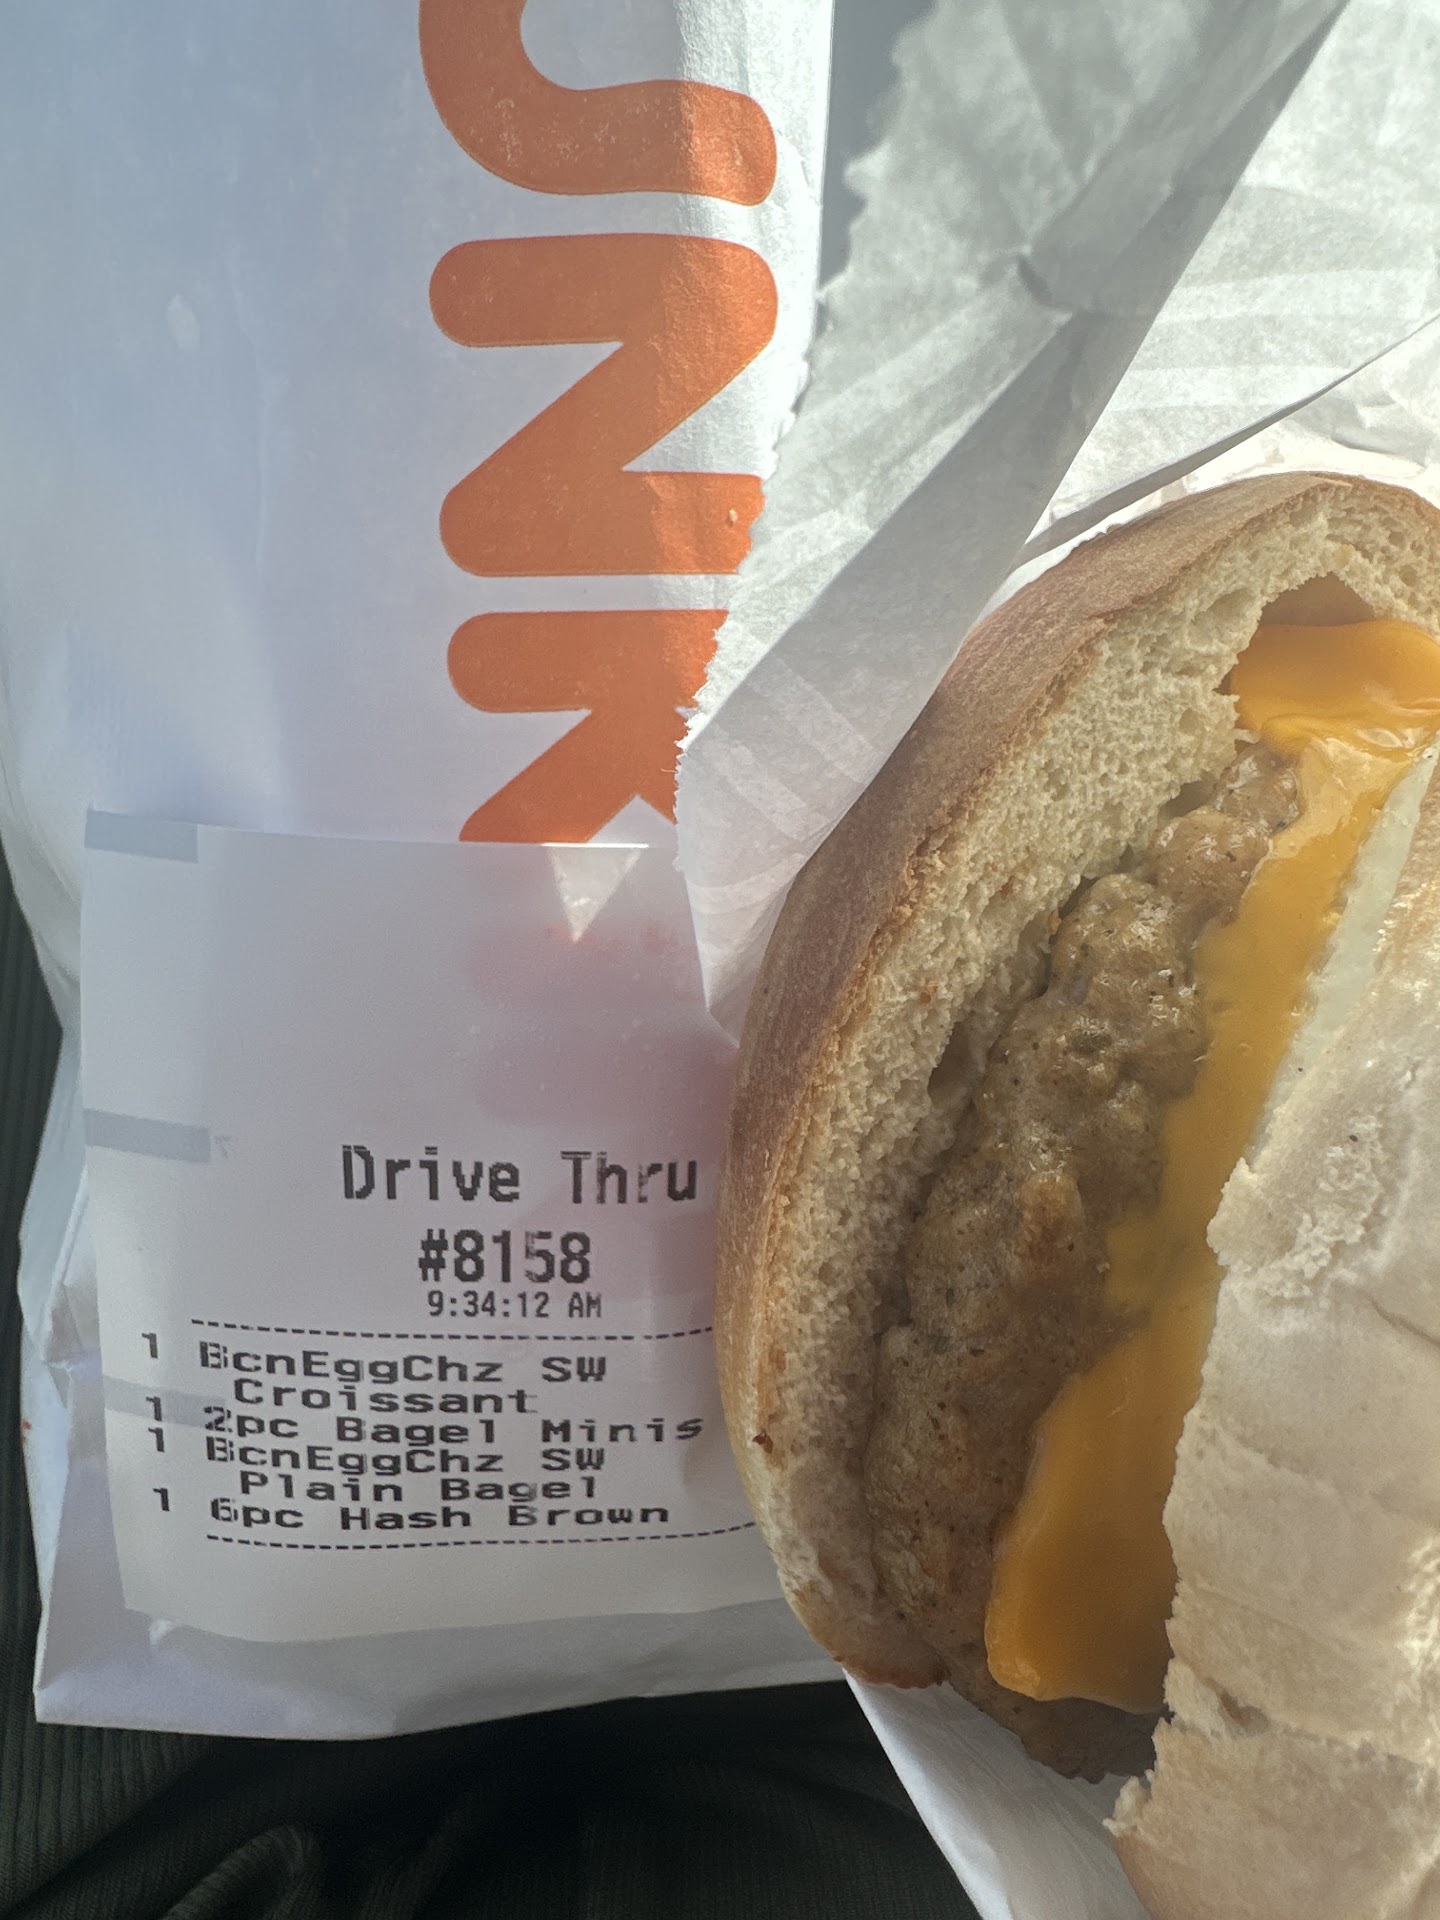 UNK
Drive Thru
#8158
9:34:12 AM
1 BcnEggChz SW
Croissant
1 2pc Bagel Minis
1 BcnEggChz SW
Plain Bagel
1 6pc Hash Brown